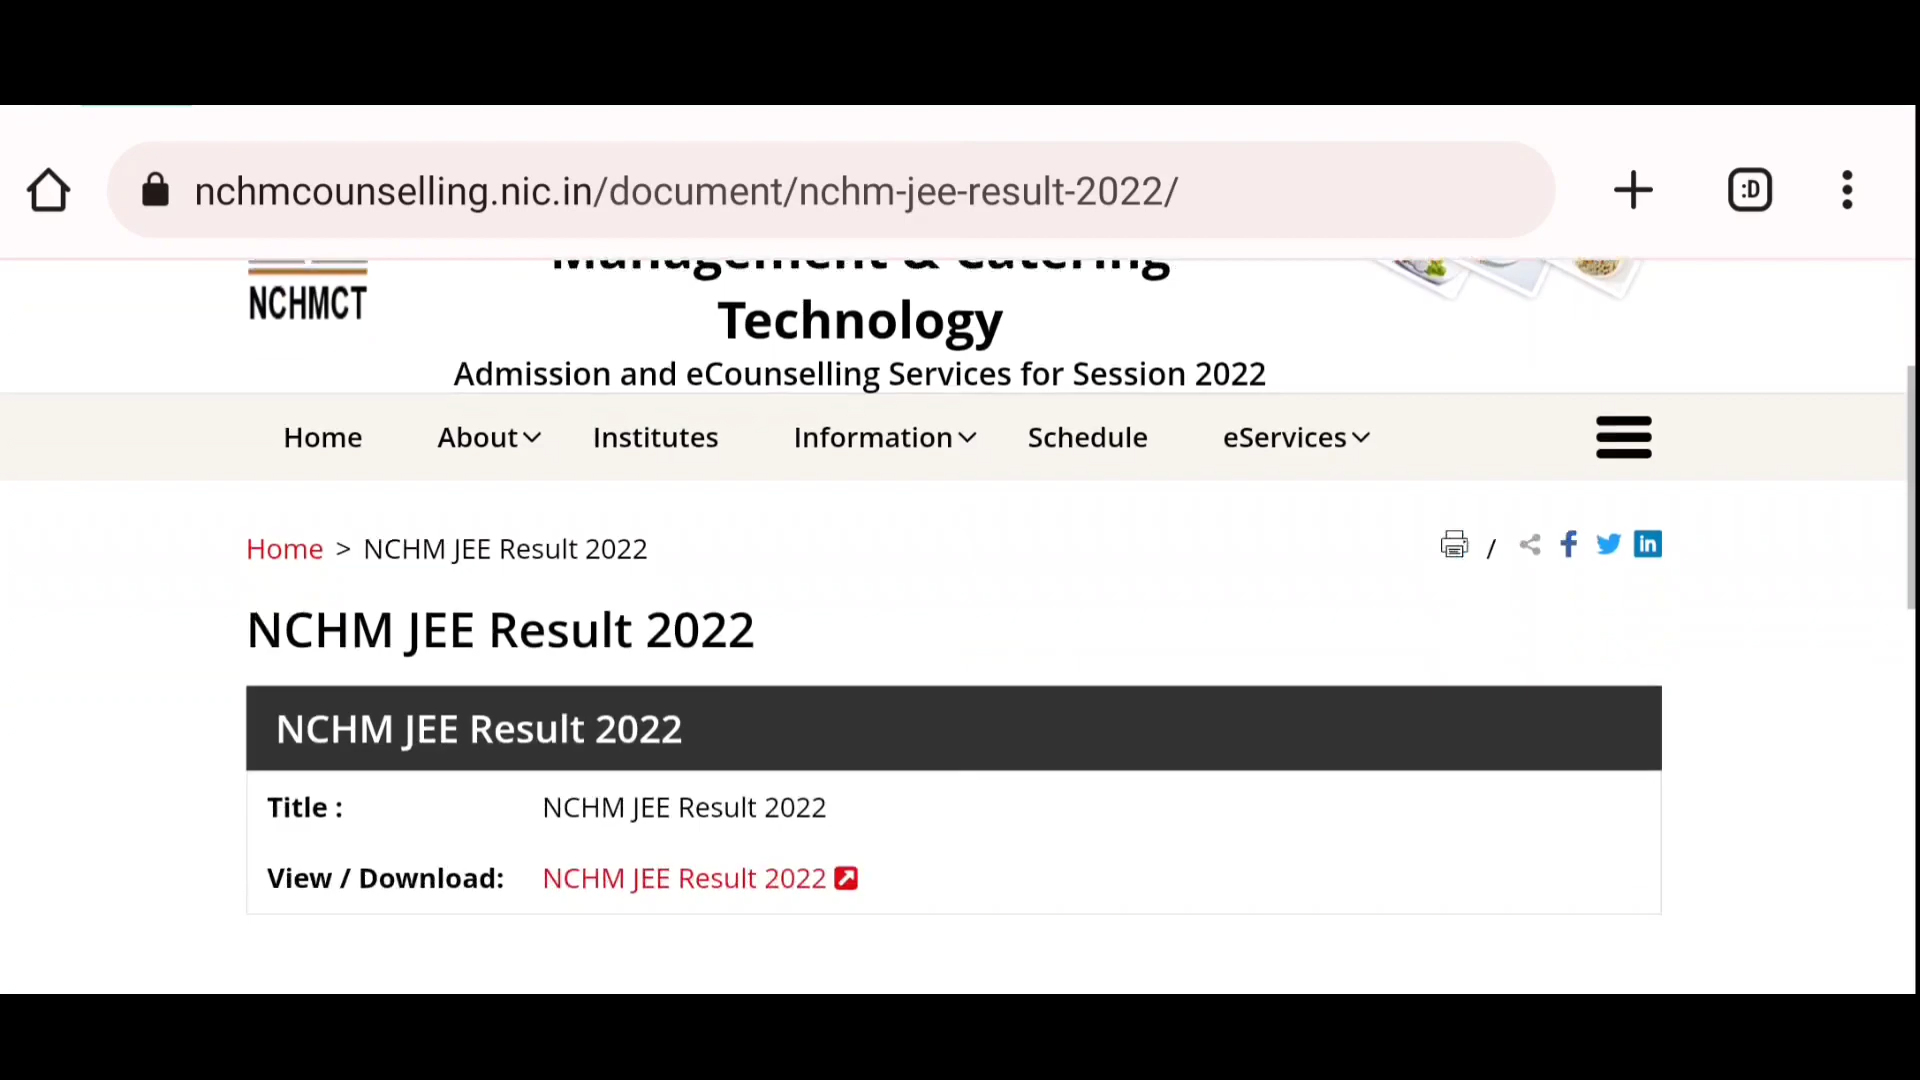 :D
nchmcounselling.nic.in/document/nchm-jee-result-2022/
Management & Catering
Technology
NCHMCT
Admission and eCounselling Services for Session 2022
Home About Institutes Information Schedule eServices
Home > NCHM JEE Result 2022
/
NCHM JEE Result 2022
NCHM JEE Result 2022
Title : NCHM JEE Result 2022
View / Download: NCHM JEE Result 2022